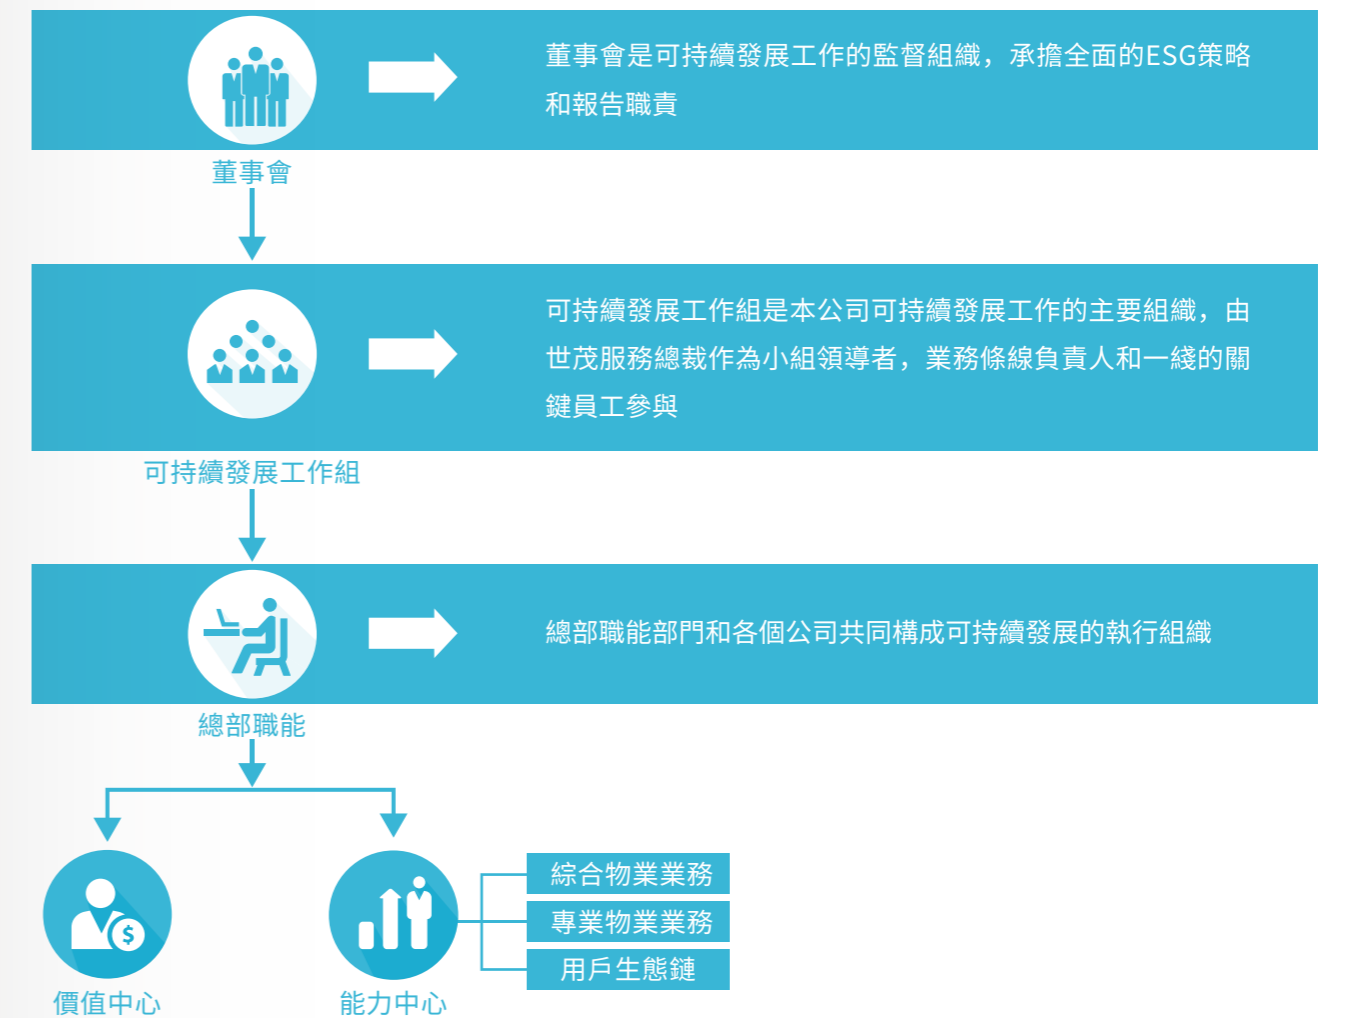 董事會是可持續發展工作的監督組織，承擔全面的ESG策略
和報告職責
董事會
可持續發展工作組是本公司可持續發展工作的主要組織，由
世茂服務總裁作為小組領導者，業務條線負責人和一綫的關
鍵員工參與
可持續發展工作組
總部職能部門和各個公司共同構成可持續發展的執行組織
總部職能
$
綜合物業業務
專業物業業務
用戶生態鏈
價值中心
能力中心